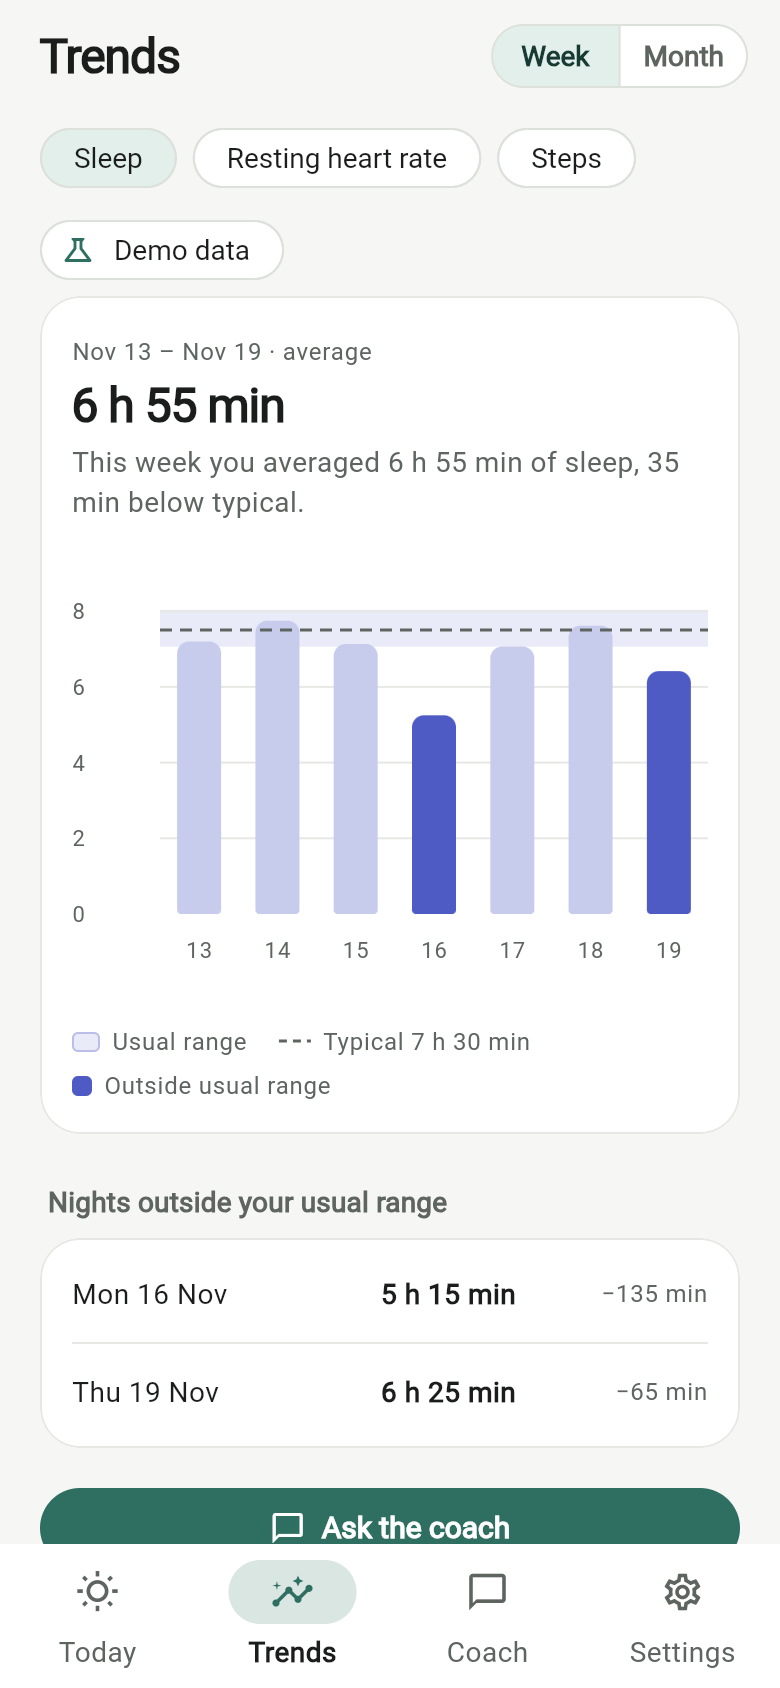 Trends
Week
Month
Sleep
Resting heart rate
Steps
Demo data
Nov 13 – Nov 19 · average
6 h 55 min
This week you averaged 6 h 55 min of sleep, 35
min below typical.
8
6
4
2
0
13 14 15 16 17 18 19
Usual range
Typical 7 h 30 min
Outside usual range
Nights outside your usual range
Mon 16 Nov 5 h 15 min −135 min
Thu 19 Nov 6 h 25 min −65 min
Ask the coach
Today
Trends
Coach
Settings